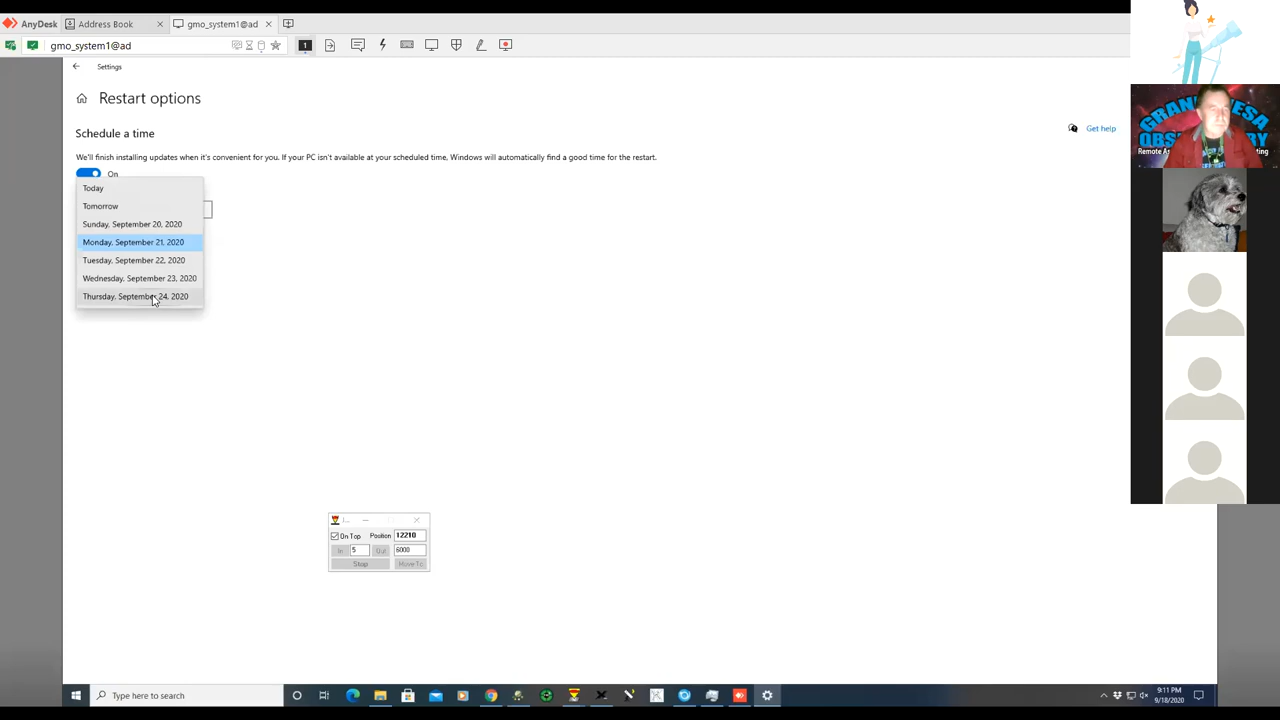 AnyDesk
Address Book
gmo_system1@ad
gmo_system1@ad
1
Settings
Restart options
Schedule a time
Get help
We'll finish installing updates when it's convenient for you. If your PC isn't available at your scheduled time, Windows will automatically find a good time for the restart.
On
Today
Tomorrow
Sunday, September 20, 2020
Monday, September 21, 2020
Tuesday, September 22, 2020
Wednesday, September 23, 2020
Thursday, September 24, 2020
On Top Position 12210
In 5 Out 6000
Stop Move To
Type here to search
9:11 PM
9/18/2020